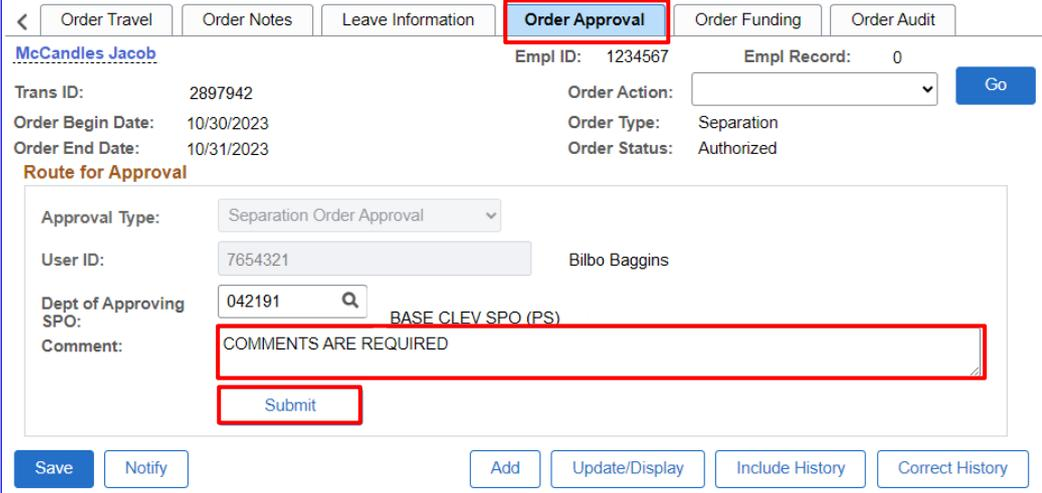 Order Travel Order Notes Leave Information Order Approval Order Funding Order Audit
McCandles Jacob Empl ID: 1234567 Empl Record: 0
Trans ID: 2897942 Order Action: Go
Order Begin Date: 10/30/2023 Order Type: Separation
Order End Date: 10/31/2023 Order Status: Authorized
Route for Approval
Approval Type: Separation Order Approval
User ID: 7654321 Bilbo Baggins
Dept of Approving SPO: 042191 BASE CLEV SPO (PS)
Comment: COMMENTS ARE REQUIRED
Submit
Save Notify Add Update/Display Include History Correct History